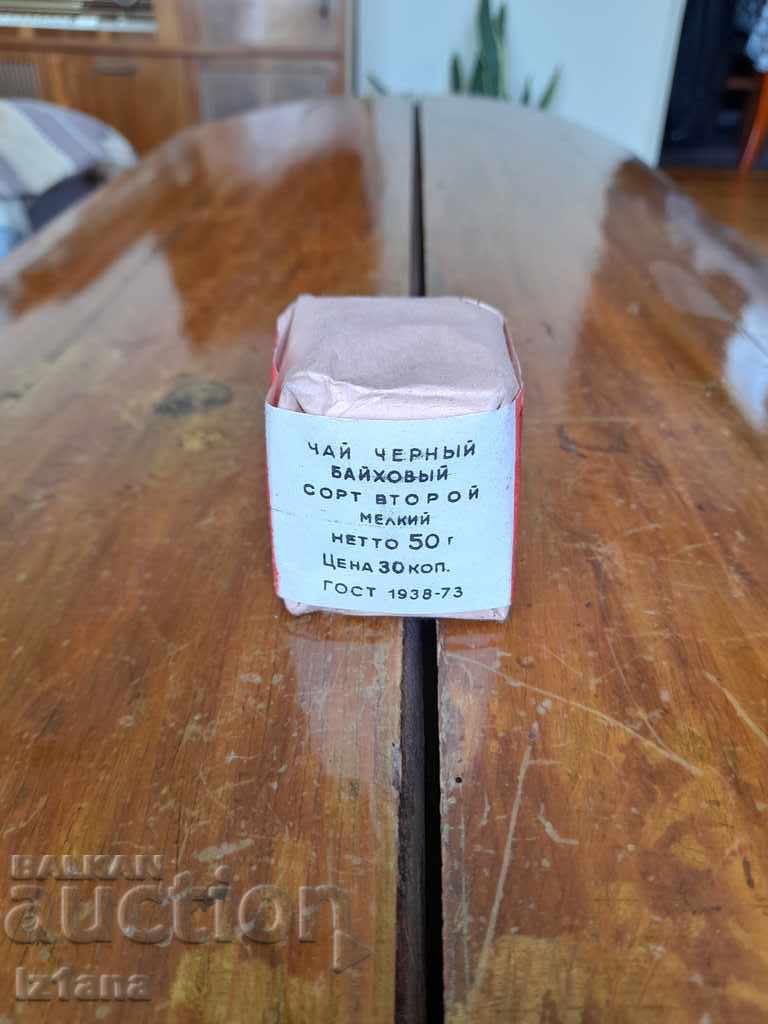 ЧАЙ ЧЕРНЫЙ
БАЙХОВЫЙ
СОРТ ВТОРОЙ
МЕЛКИЙ
НЕТТО 50 г
ЦЕНА 30 КОП.
ГОСТ 1938-73
BALKAN
auction
Iz1ana